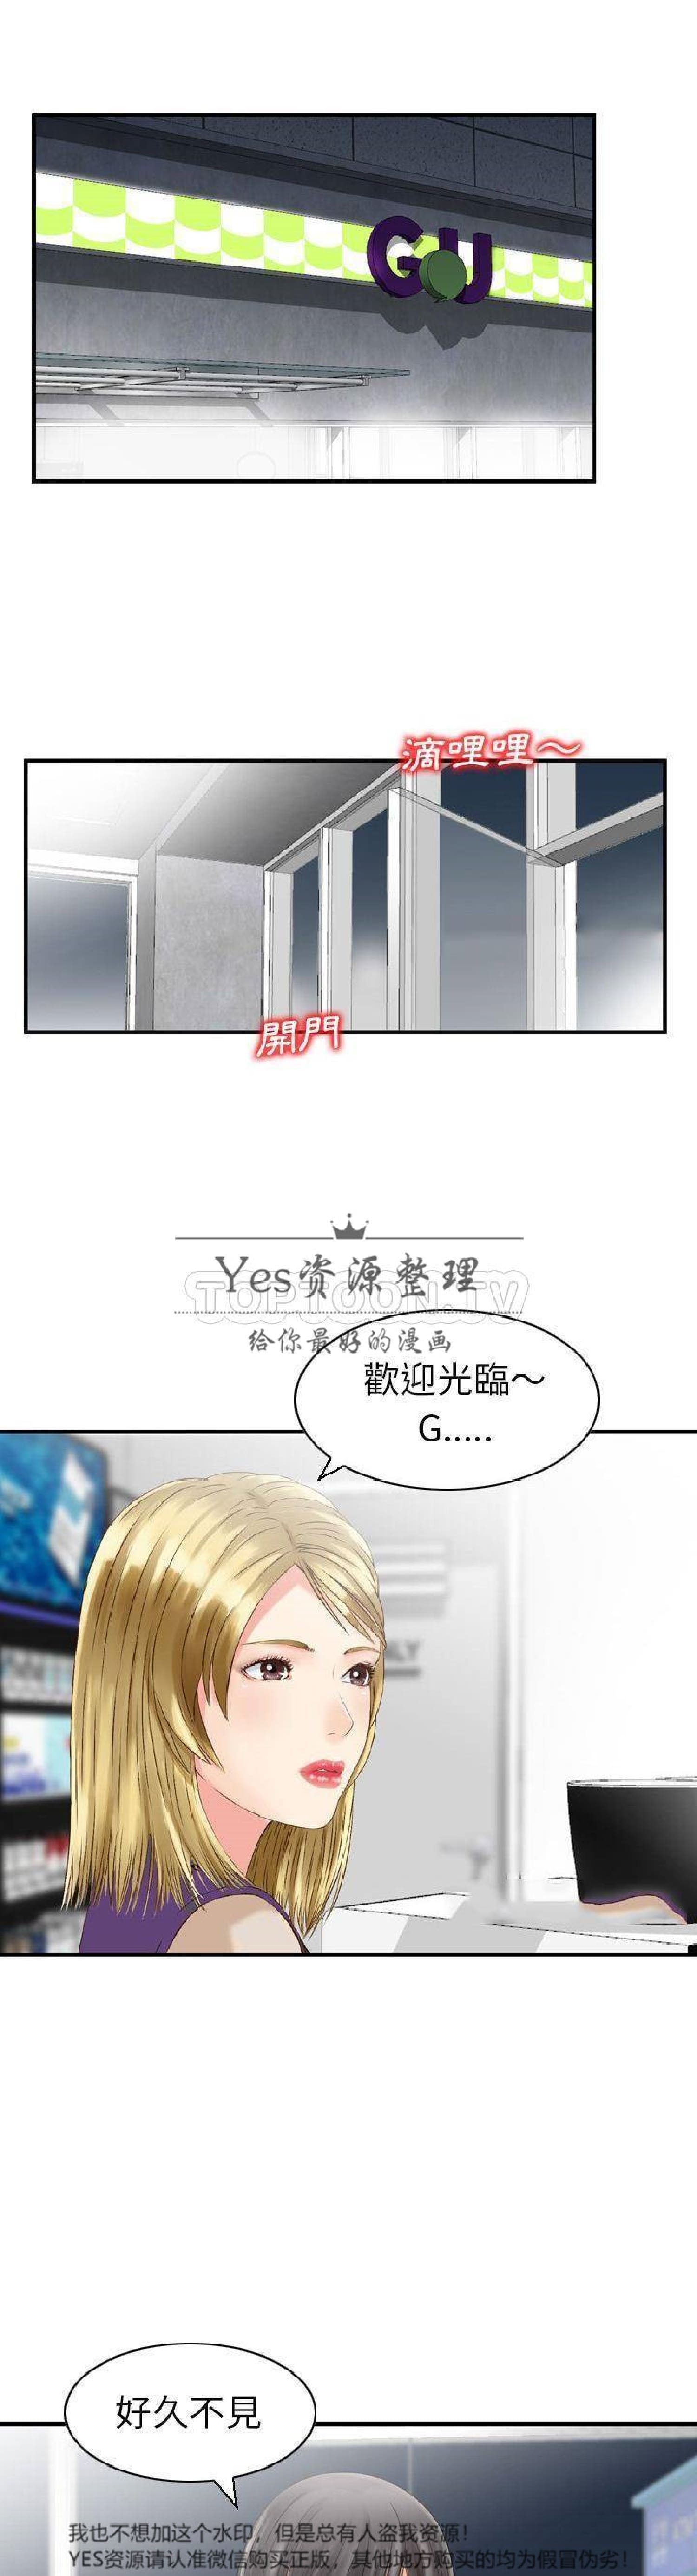 GU
滴哩哩～
開門
Yes资源整理
TOPTOON.TV
给你最好的漫画
歡迎光臨～
G.....
LY
好久不見
我也不想加这个水印，但是总有人盗我资源！
YES资源请认准微信购买正版，其他地方购买的均为假冒伪劣！